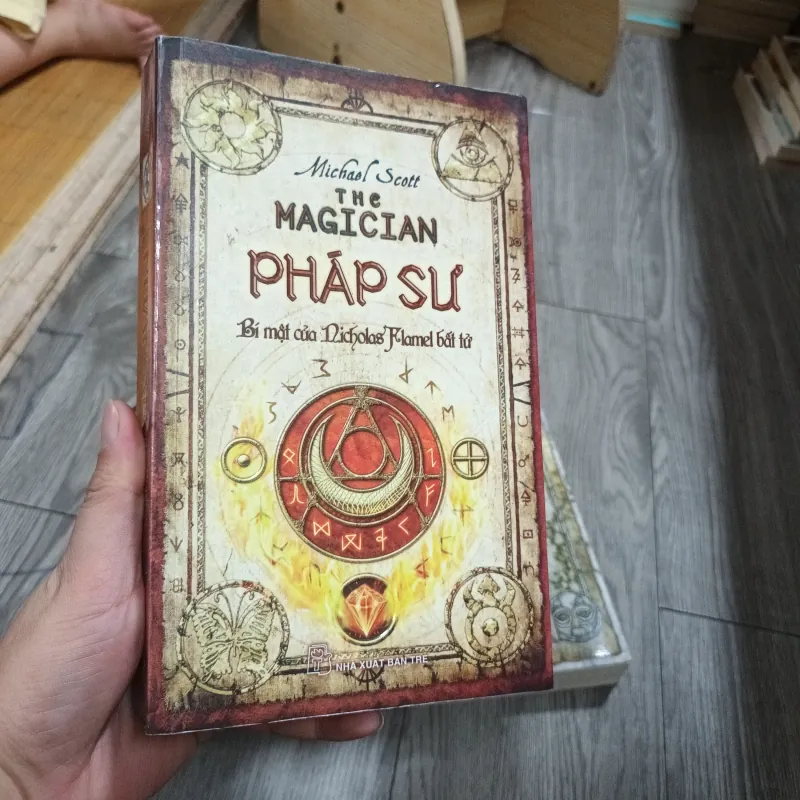 Michael Scott
THE
MAGICIAN
PHÁP SƯ
Bí mật của Nicholas Flamel bất tử
NHÀ XUẤT BẢN TRẺ